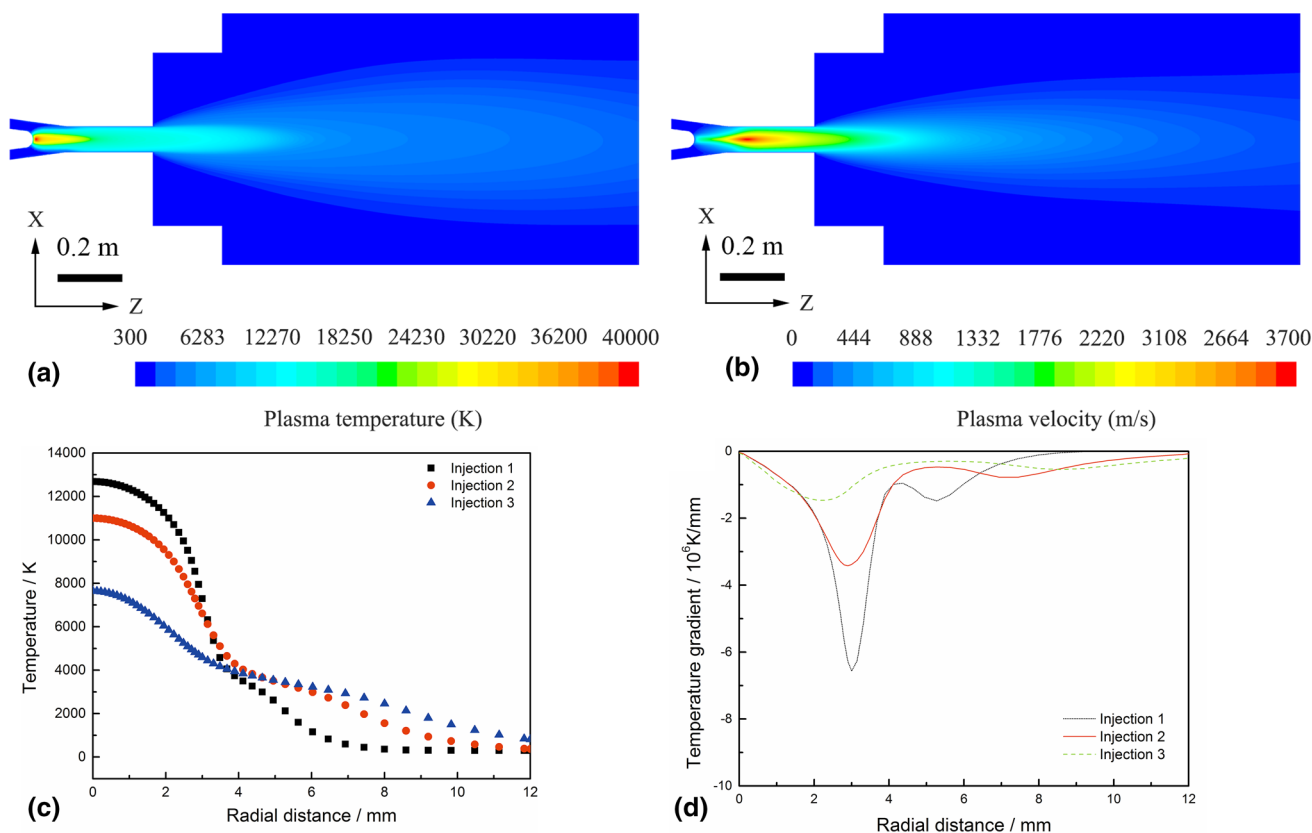 X
0.2 m
Z
300 6283 12270 18250 24230 30220 36200 40000
(a)
Plasma temperature (K)
X
0.2 m
Z
0 444 888 1332 1776 2220 3108 2664 3700
(b)
Plasma velocity (m/s)
14000
12000
10000
8000
6000
4000
2000
0
Temperature / K
Injection 1
Injection 2
Injection 3
0 2 4 6 8 10 12
(c)
Radial distance / mm
0
-2
-4
-6
-8
-10
Temperature gradient / 10⁶K/mm
Injection 1
Injection 2
Injection 3
0 2 4 6 8 10 12
(d)
Radial distance / mm